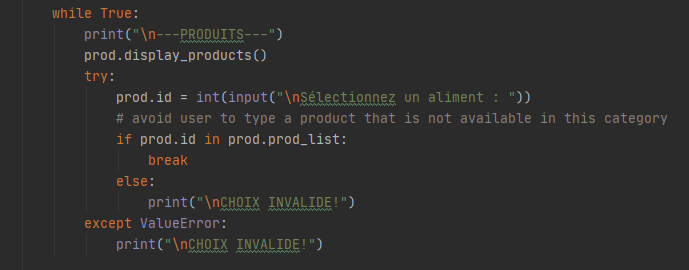 while True:
print("\n---PRODUITS---")
prod.display_products()
try:
prod.id = int(input("\nSélectionnez un aliment : "))
# avoid user to type a product that is not available in this category
if prod.id in prod.prod_list:
break
else:
print("\nCHOIX INVALIDE!")
except ValueError:
print("\nCHOIX INVALIDE!")